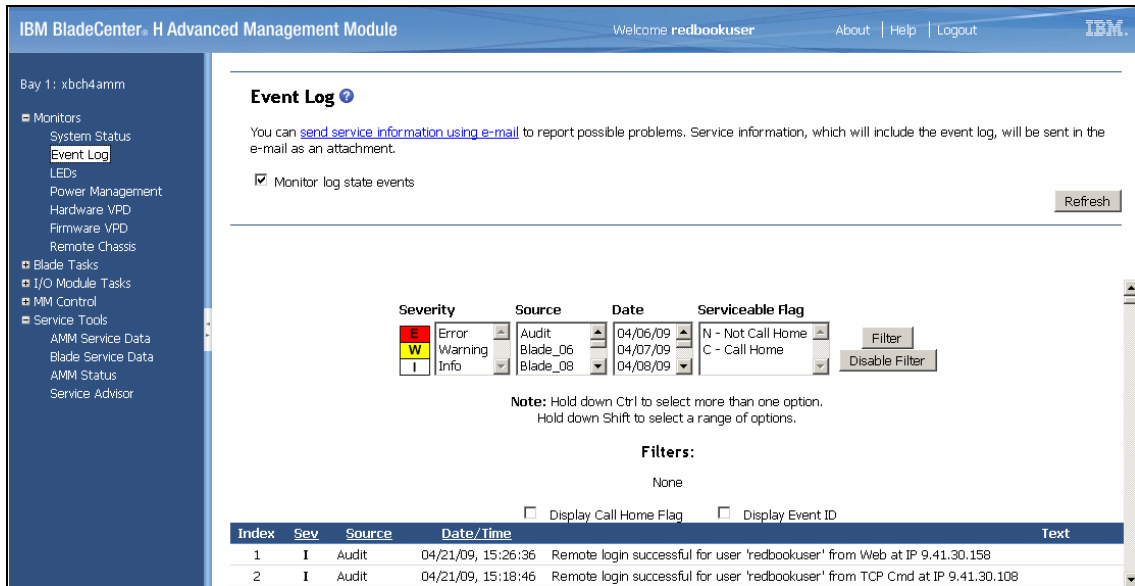 IBM BladeCenter® H Advanced Management Module
Welcome redbookuser
About | Help | Logout
IBM.
Bay 1: xbch4amm
Monitors
System Status
Event Log
LEDs
Power Management
Hardware VPD
Firmware VPD
Remote Chassis
Blade Tasks
I/O Module Tasks
MM Control
Service Tools
AMM Service Data
Blade Service Data
AMM Status
Service Advisor
Event Log ?
You can send service information using e-mail to report possible problems. Service information, which will include the event log, will be sent in the
e-mail as an attachment.
Monitor log state events
Refresh
Severity Source Date Serviceable Flag
E Error Audit 04/06/09 N - Not Call Home
W Warning Blade_06 04/07/09 C - Call Home
I Info Blade_08 04/08/09
Filter
Disable Filter
Note: Hold down Ctrl to select more than one option.
Hold down Shift to select a range of options.
Filters:
None
Display Call Home Flag Display Event ID
Index Sev Source Date/Time Text
1 I Audit 04/21/09, 15:26:36 Remote login successful for user 'redbookuser' from Web at IP 9.41.30.158
2 I Audit 04/21/09, 15:18:46 Remote login successful for user 'redbookuser' from TCP Cmd at IP 9.41.30.108